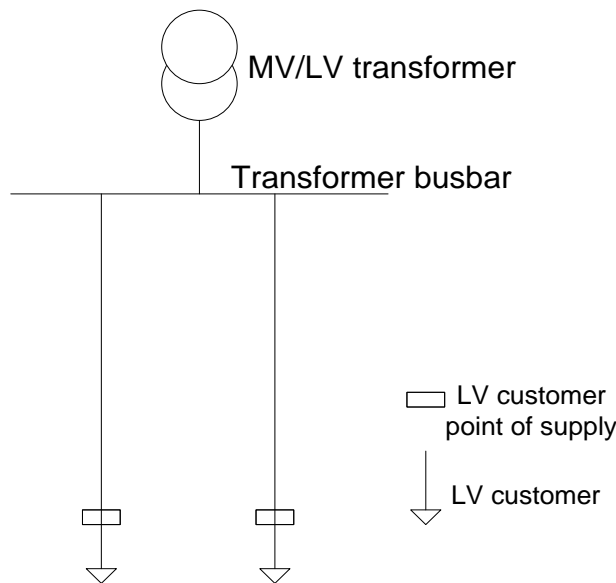 MV/LV transformer
Transformer busbar
LV customer
point of supply
LV customer